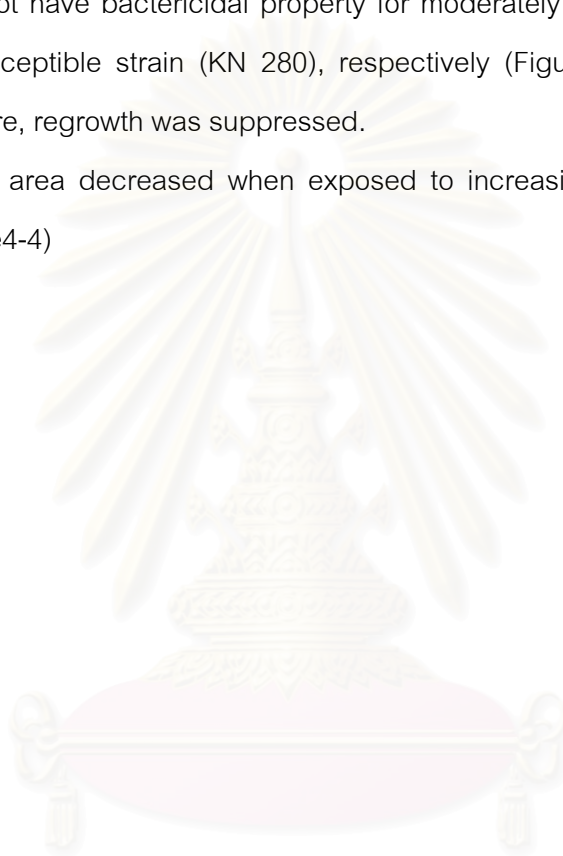 ot have bactericidal property for moderately
ceptible strain (KN 280), respectively (Figu
re, regrowth was suppressed.
area decreased when exposed to increasi
e4-4)